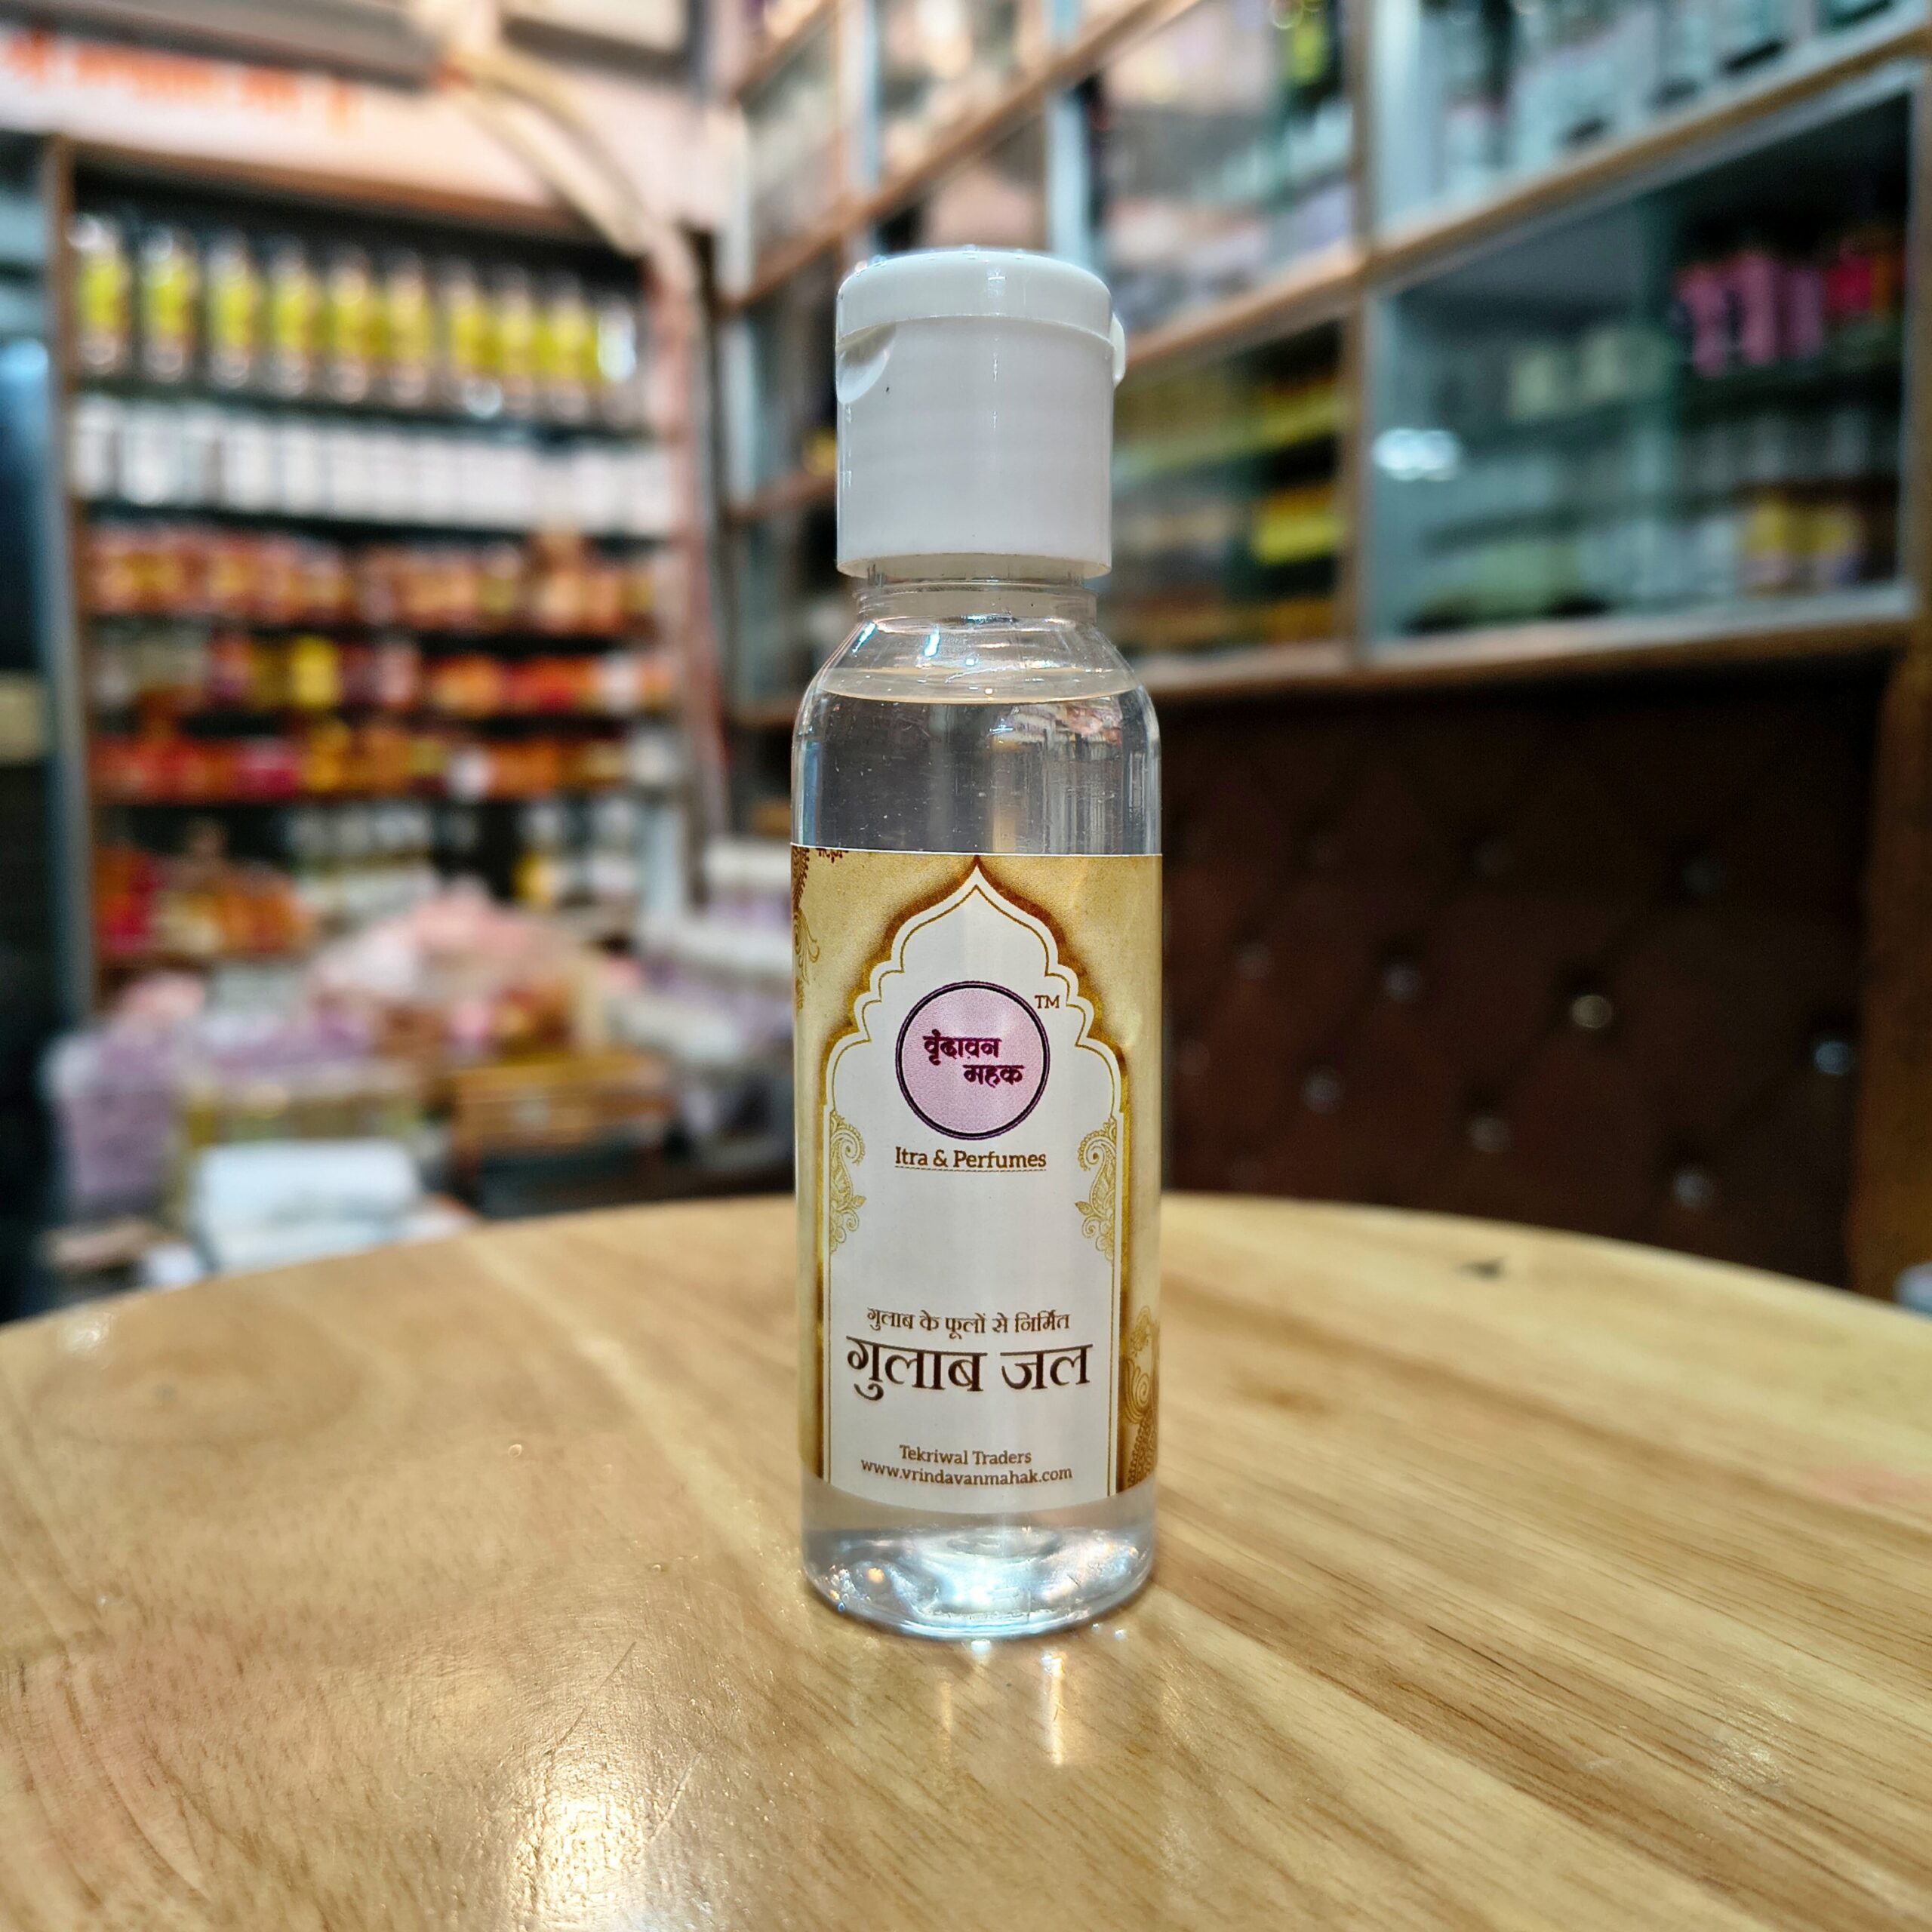 वृंदावन
महक
TM
Itra & Perfumes
गुलाब के फूलों से निर्मित
गुलाब जल
Tekriwal Traders
www.vrindavanmahak.com